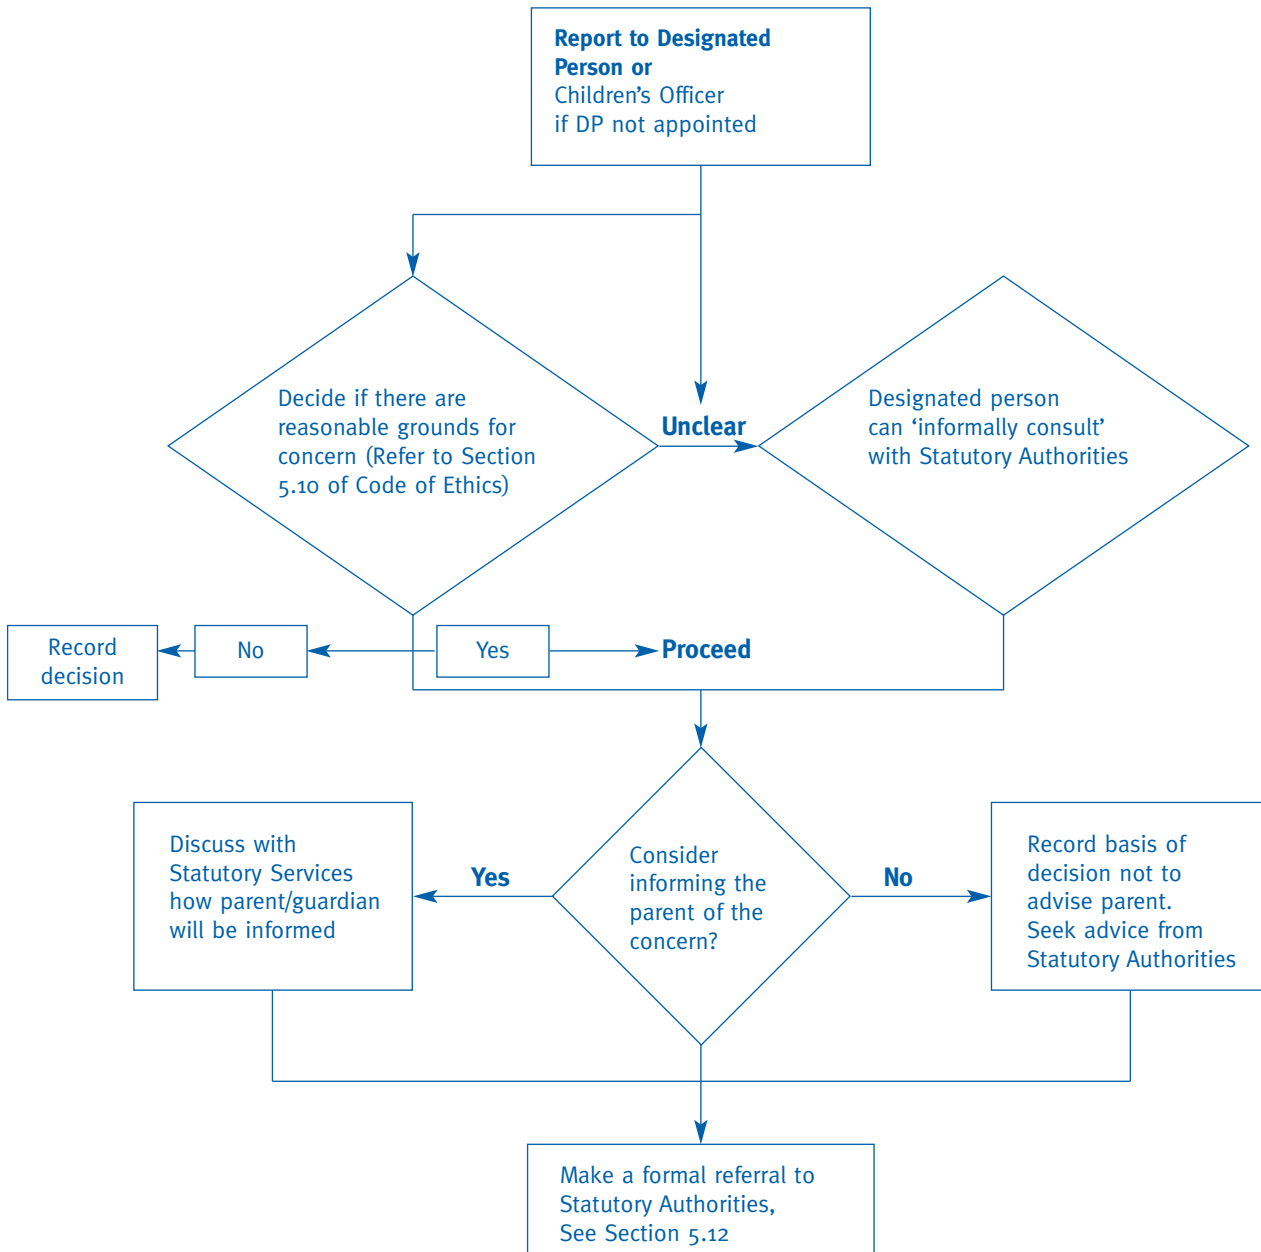 Report to Designated
Person or
Children’s Officer
if DP not appointed
Decide if there are
reasonable grounds for
concern (Refer to Section
5.10 of Code of Ethics)
Unclear
Designated person
can ‘informally consult’
with Statutory Authorities
Record
decision
No
Yes
Proceed
Discuss with
Statutory Services
how parent/guardian
will be informed
Yes
Consider
informing the
parent of the
concern?
No
Record basis of
decision not to
advise parent.
Seek advice from
Statutory Authorities
Make a formal referral to
Statutory Authorities,
See Section 5.12